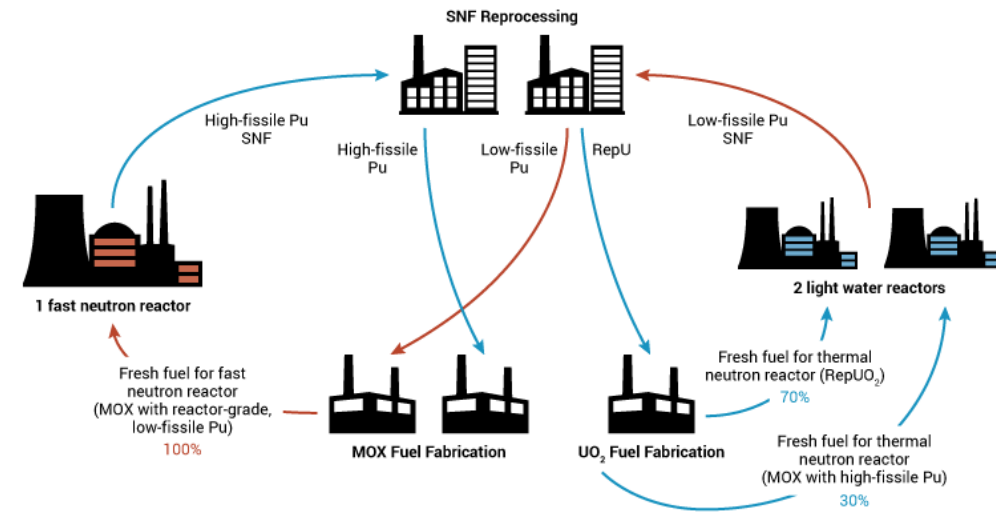 SNF Reprocessing
High-fissile Pu
SNF
High-fissile
Pu
Low-fissile
Pu
RepU
Low-fissile Pu
SNF
1 fast neutron reactor
2 light water reactors
Fresh fuel for fast
neutron reactor
(MOX with reactor-grade,
low-fissile Pu)
100%
MOX Fuel Fabrication
UO₂ Fuel Fabrication
Fresh fuel for thermal
neutron reactor (RepUO₂)
70%
Fresh fuel for thermal
neutron reactor
(MOX with high-fissile Pu)
30%